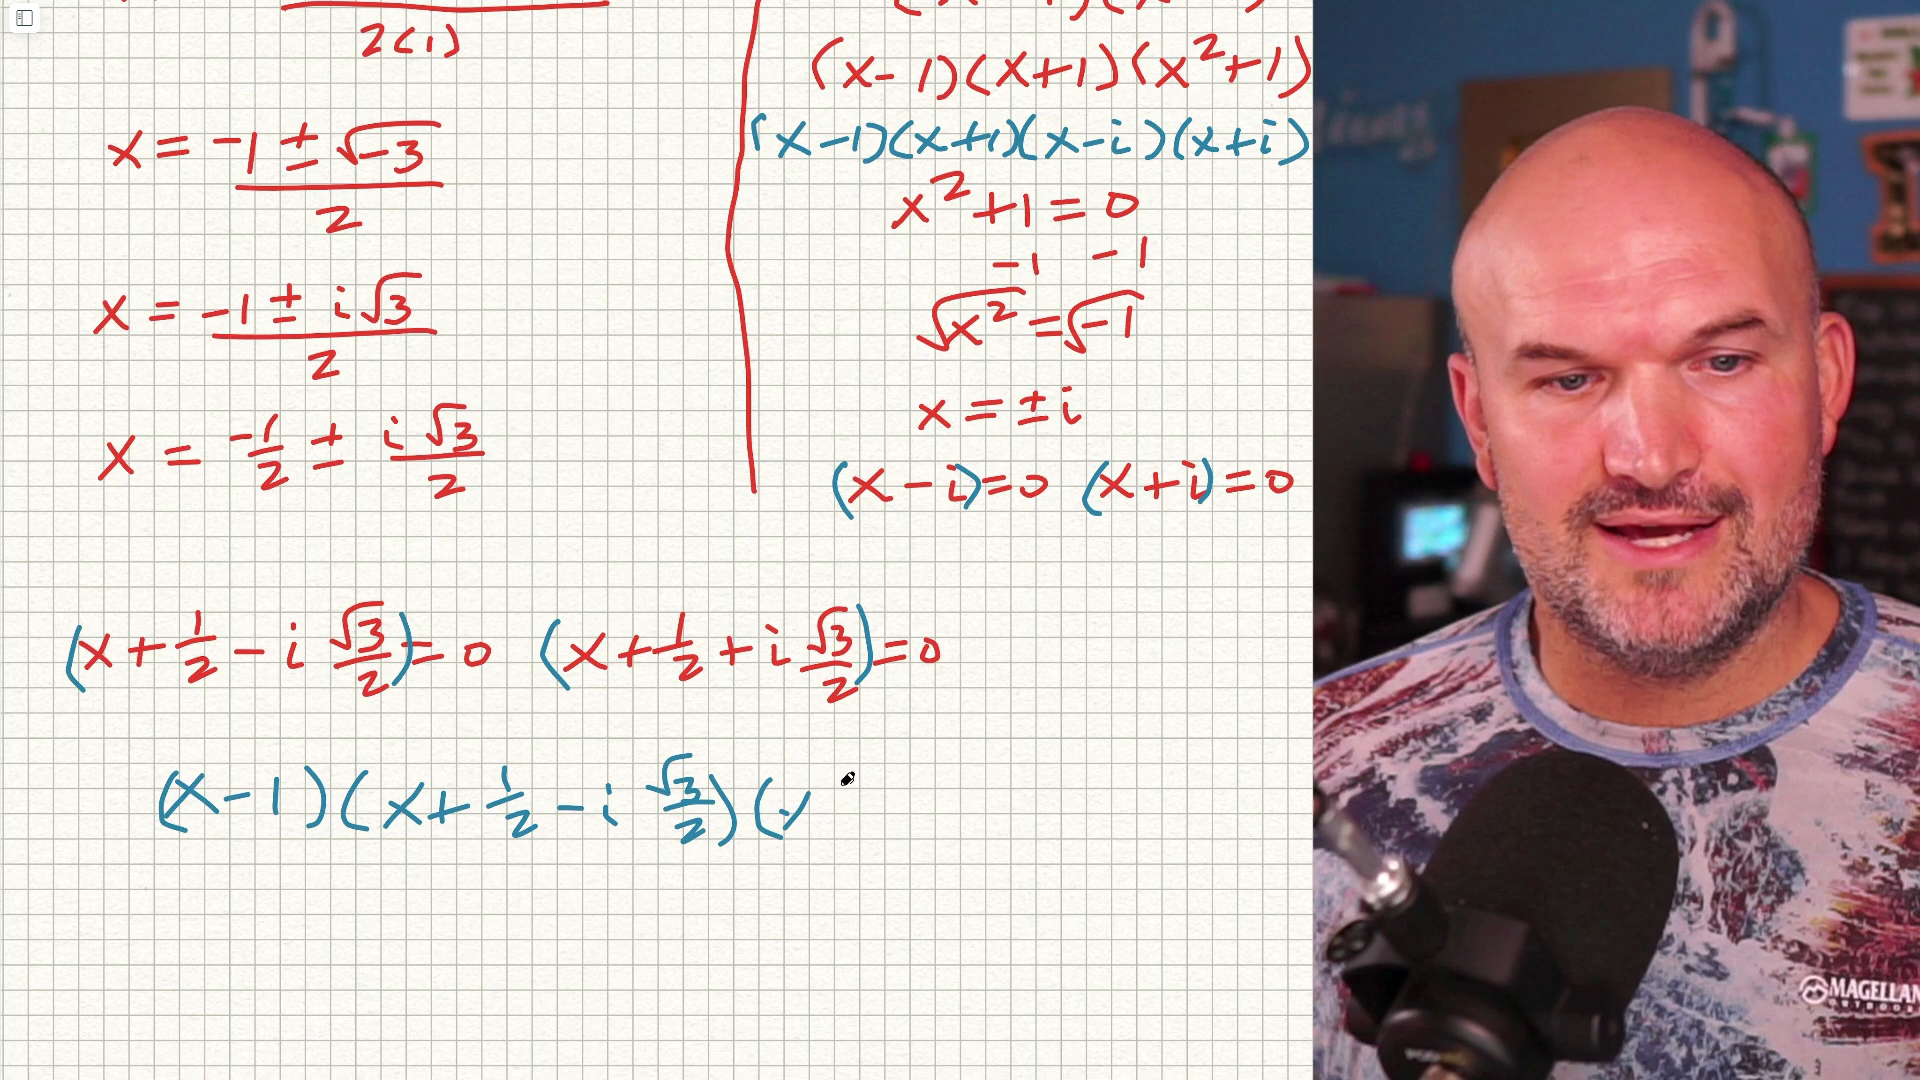 2(1)
x = -1 ± √-3
2
x = -1 ± i√3
2
x = -1/2 ± i√3/2
(x-1)(x+1)(x²+1)
(x-1)(x+1)(x-i)(x+i)
x²+1=0
-1 -1
√x² = √-1
x = ±i
(x-i)=0 (x+i)=0
(x+1/2-i√3/2)=0 (x+1/2+i√3/2)=0
(x-1)(x+1/2-i√3/2)(x
MAGELLAN
OUTDOORS